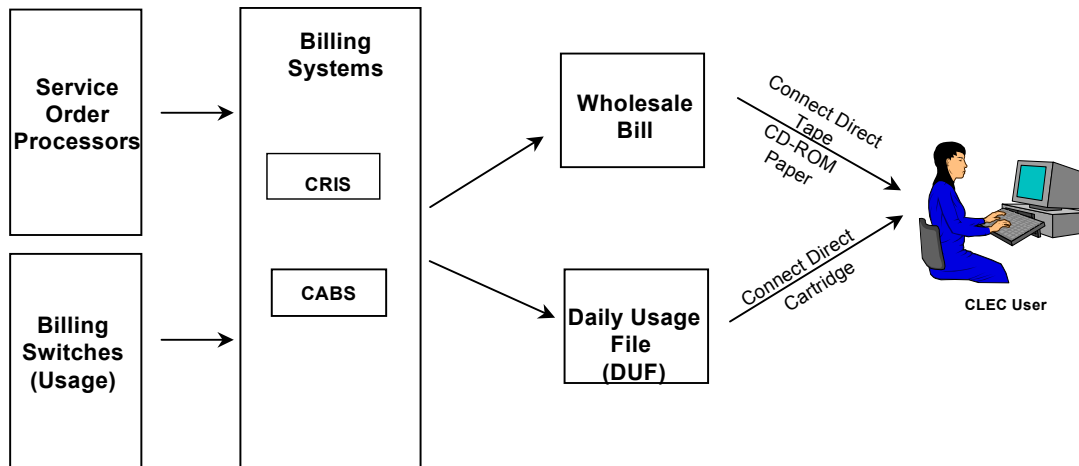 Service
Order
Processors
Billing
Switches
(Usage)
Billing
Systems
CRIS
CABS
Wholesale
Bill
Daily Usage
File
(DUF)
Connect Direct
Tape
CD-ROM
Paper
Connect Direct
Cartridge
CLEC User